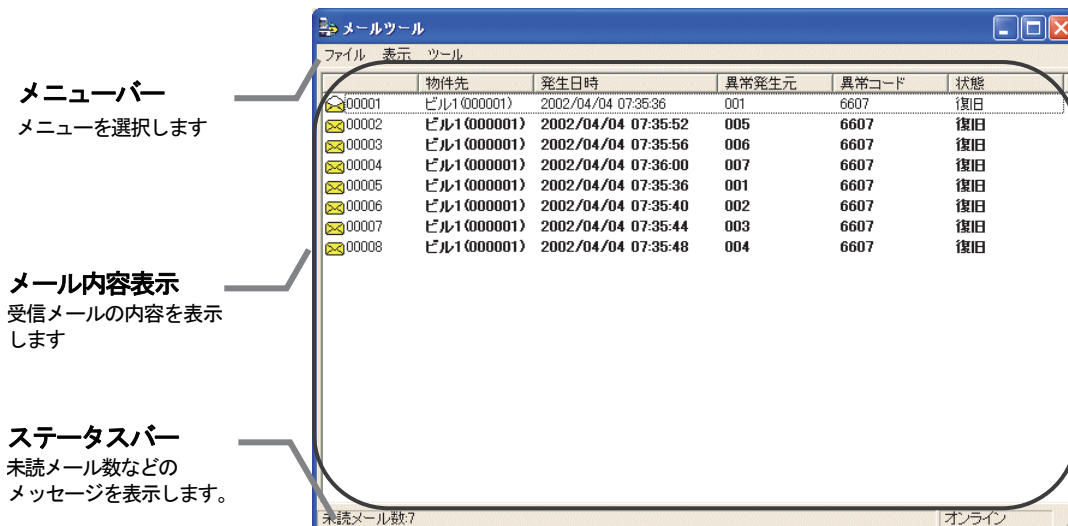 メールツール
ファイル 表示 ツール
物件先 発生日時 異常発生元 異常コード 状態
00001 ビル1(000001) 2002/04/04 07:35:36 001 6607 復旧
00002 ビル1(000001) 2002/04/04 07:35:52 005 6607 復旧
00003 ビル1(000001) 2002/04/04 07:35:56 006 6607 復旧
00004 ビル1(000001) 2002/04/04 07:36:00 007 6607 復旧
00005 ビル1(000001) 2002/04/04 07:35:36 001 6607 復旧
00006 ビル1(000001) 2002/04/04 07:35:40 002 6607 復旧
00007 ビル1(000001) 2002/04/04 07:35:44 003 6607 復旧
00008 ビル1(000001) 2002/04/04 07:35:48 004 6607 復旧
未読メール数:7 オンライン
メニューバー
メニューを選択します
メール内容表示
受信メールの内容を表示
します
ステータスバー
未読メール数などの
メッセージを表示します。